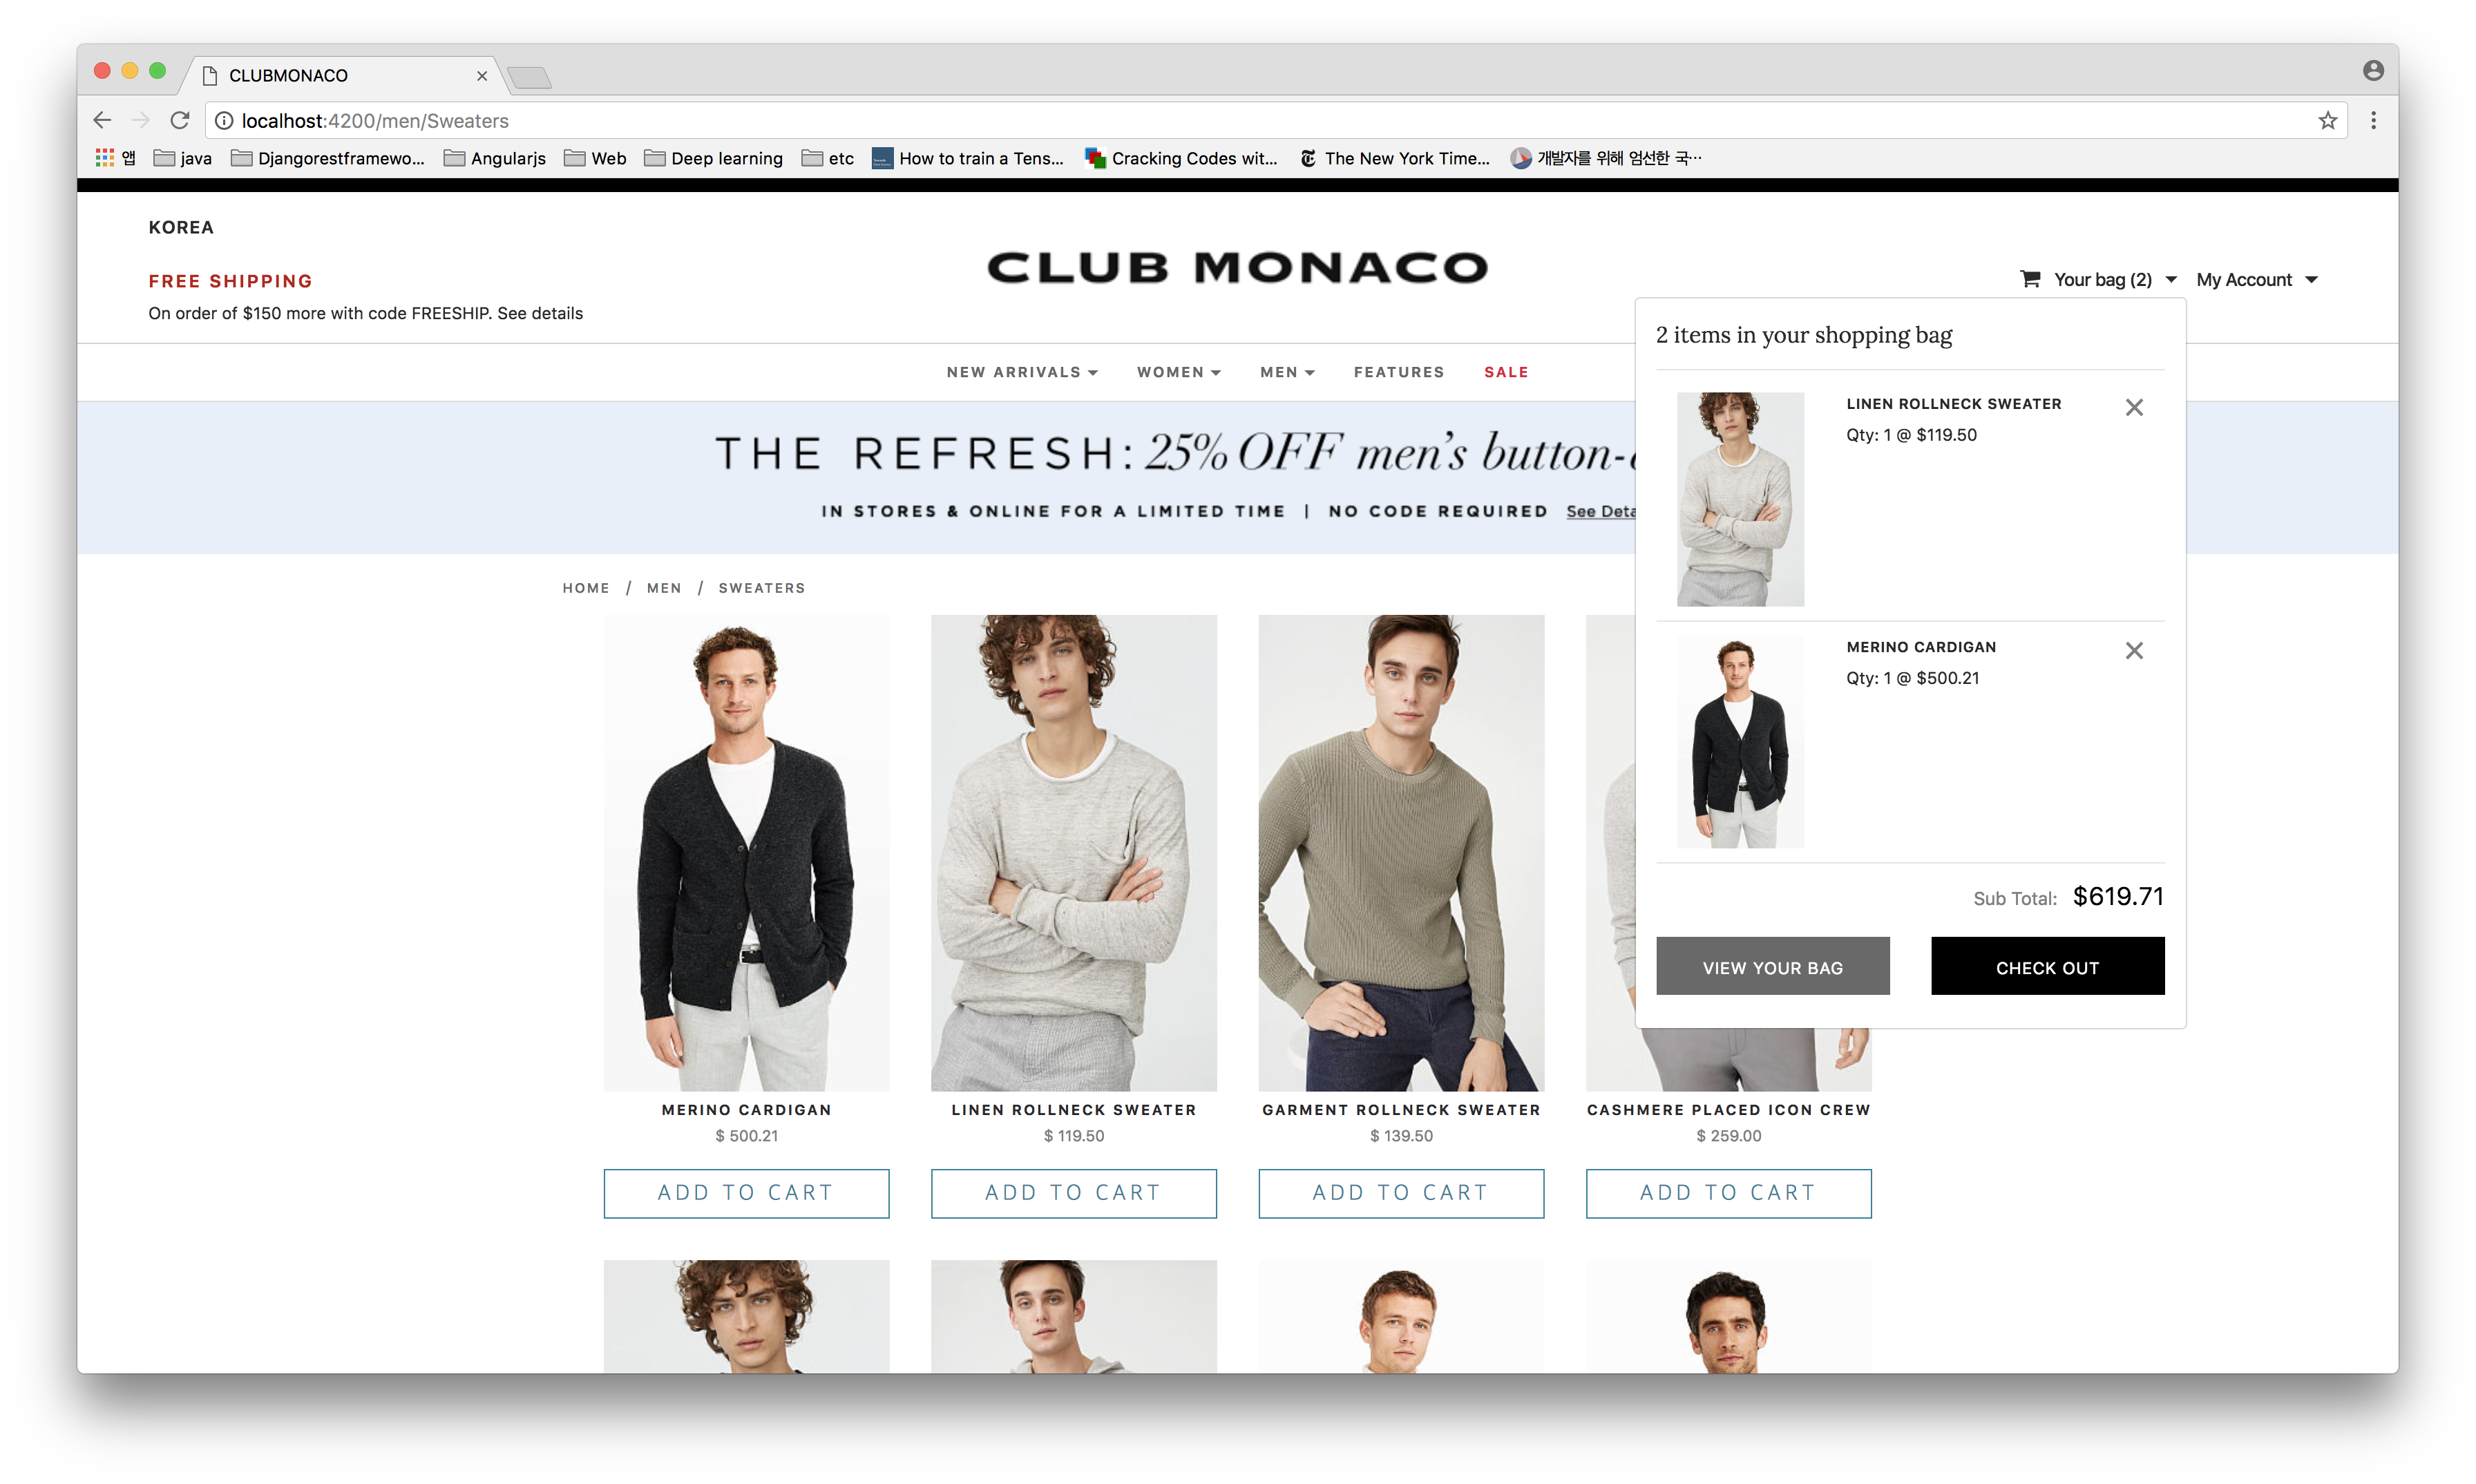 CLUBMONACO
localhost:4200/men/Sweaters
앱 java Djangorestframewo... Angularjs Web Deep learning etc How to train a Tens... Cracking Codes wit... The New York Time... 개발자를 위해 엄선한 국...
KOREA
FREE SHIPPING
On order of $150 more with code FREESHIP. See details
CLUB MONACO
Your bag (2) My Account
NEW ARRIVALS WOMEN MEN FEATURES SALE
THE REFRESH: 25% OFF men's button-
IN STORES & ONLINE FOR A LIMITED TIME | NO CODE REQUIRED See Deta
2 items in your shopping bag
LINEN ROLLNECK SWEATER
Qty: 1 @ $119.50
MERINO CARDIGAN
Qty: 1 @ $500.21
Sub Total: $619.71
VIEW YOUR BAG CHECK OUT
HOME / MEN / SWEATERS
MERINO CARDIGAN LINEN ROLLNECK SWEATER GARMENT ROLLNECK SWEATER CASHMERE PLACED ICON CREW
$ 500.21 $ 119.50 $ 139.50 $ 259.00
ADD TO CART ADD TO CART ADD TO CART ADD TO CART